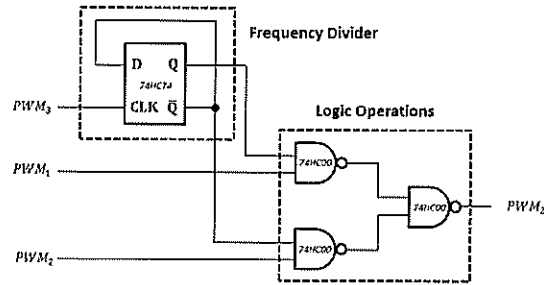 Frequency Divider
D Q
74HC74
PWM₃
CLK Q̅
Logic Operations
74HC00
PWM₁
74HC00
PWM₂
74HC00
PWM₂